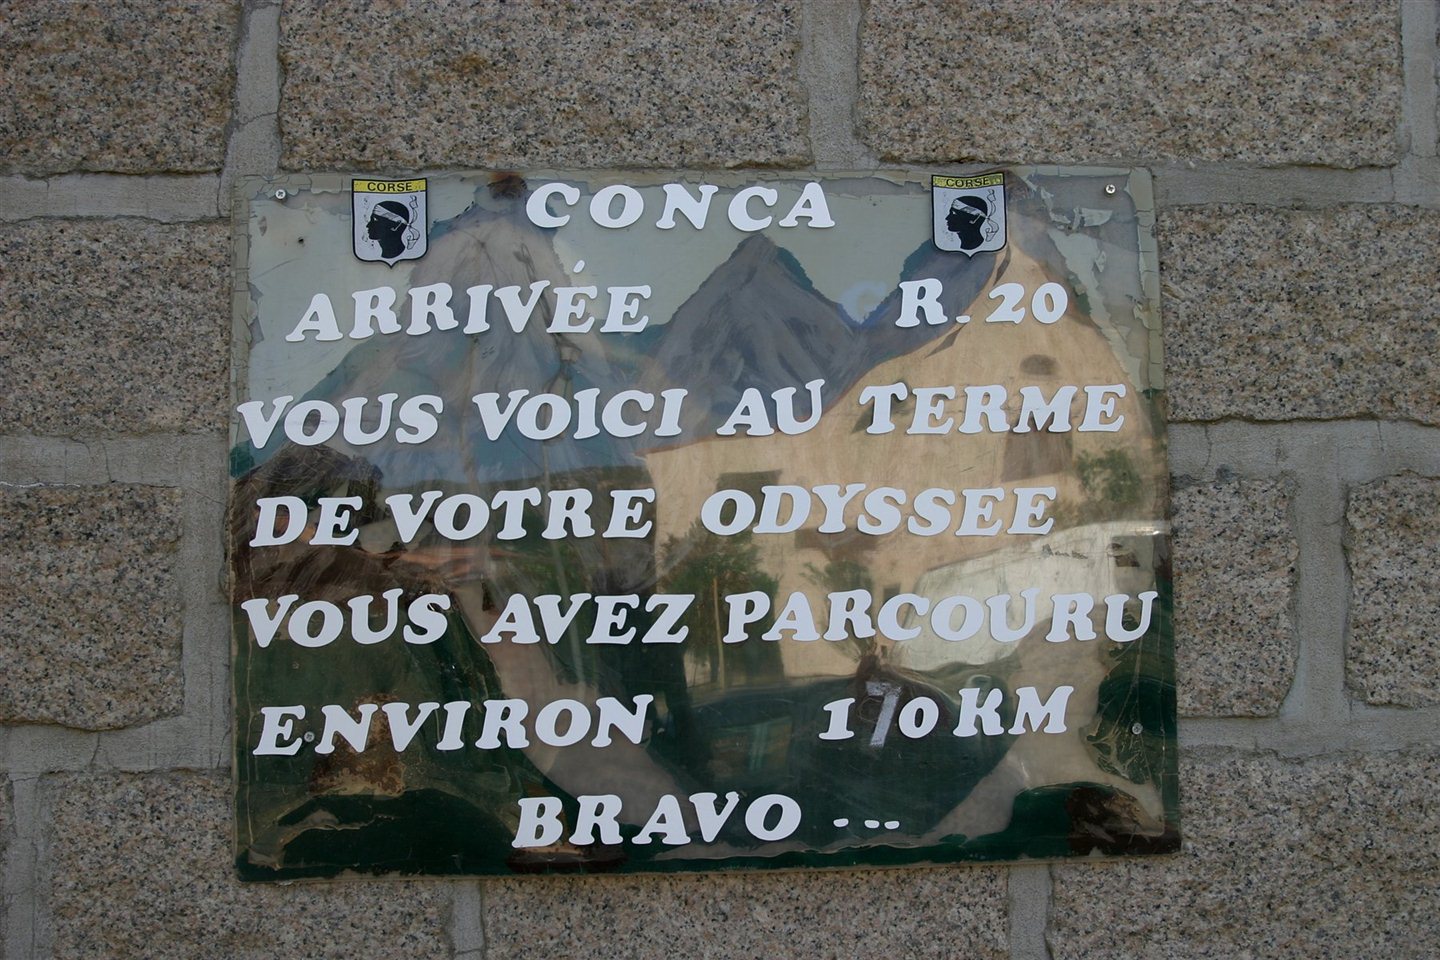 CORSE CONCA CORSE
ARRIVÉE R.20
VOUS VOICI AU TERME
DE VOTRE ODYSSEE
VOUS AVEZ PARCOURU
ENVIRON 170 KM
BRAVO ...